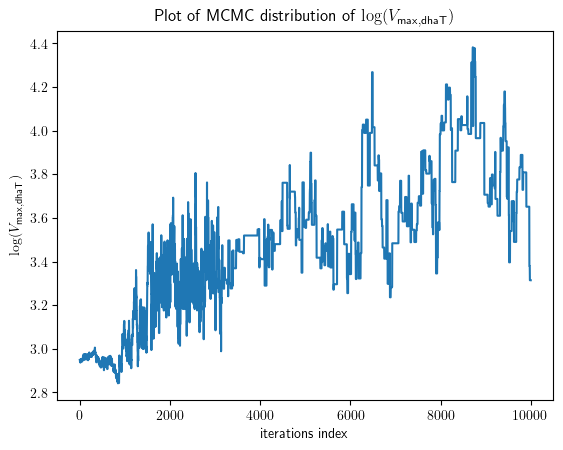 Plot of MCMC distribution of log(V_max,dhaT)
log(V_max,dhaT)
4.4
4.2
4.0
3.8
3.6
3.4
3.2
3.0
2.8
0 2000 4000 6000 8000 10000
iterations index